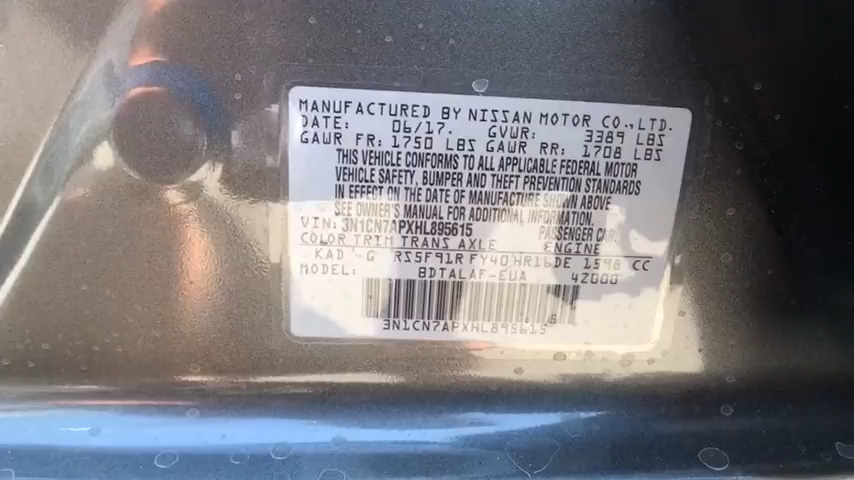 MANUFACTURED BY NISSAN MOTOR CO., LTD.
DATE: 06/17. GVWR: 3389 LBS
GAWR FR: 1750 LBS GAWR RR: 1708 LBS
THIS VEHICLE CONFORMS TO ALL APPLICABLE FEDERAL MOTOR
VEHICLE SAFETY, BUMPER AND THEFT PREVENTION STANDARDS
IN EFFECT ON THE DATE OF MANUFACTURE SHOWN ABOVE
SEE OWNER'S MANUAL FOR ADDITIONAL INFORMATION.
VIN: 3N1CN7APXHL895615 PASSENGER CAR
COLOR TRIM TRANS AXLE ENGINE
KAD -G RS5F91R FY40 HR16DE 1598 CC
MODEL: BDTALAF-EUA 42000
3N1CN7APXHL895615